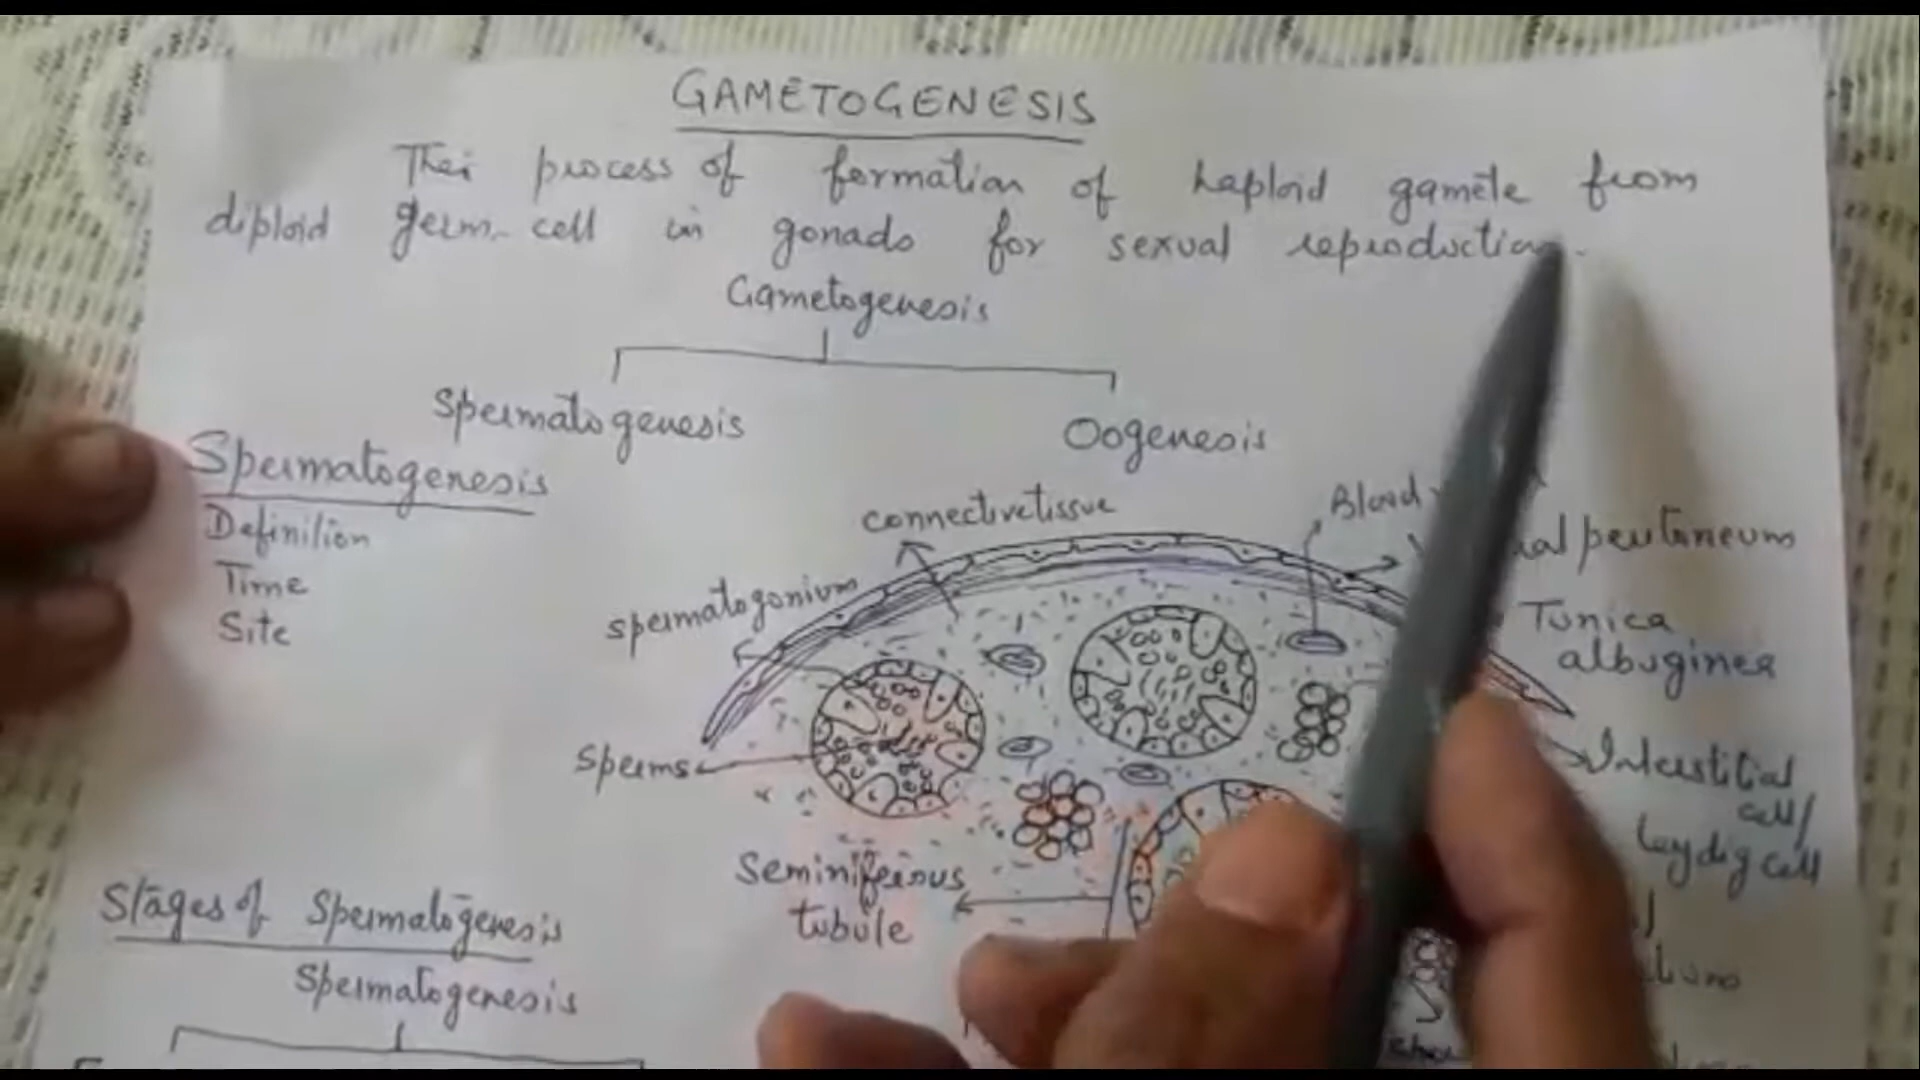 GAMETOGENESIS
The process of formation of haploid gamete from
diploid germ cell in gonads for sexual reproduction.
Gametogenesis
Spermatogenesis
Oogenesis
Spermatogenesis
Definition
Time
Site
connective tissue
Blood
spermatogonium
Tunica
albuginea
sperms
Interstitial
cell/
Leydig cell
Seminiferous
tubule
Stages of Spermatogenesis
Spermatogenesis